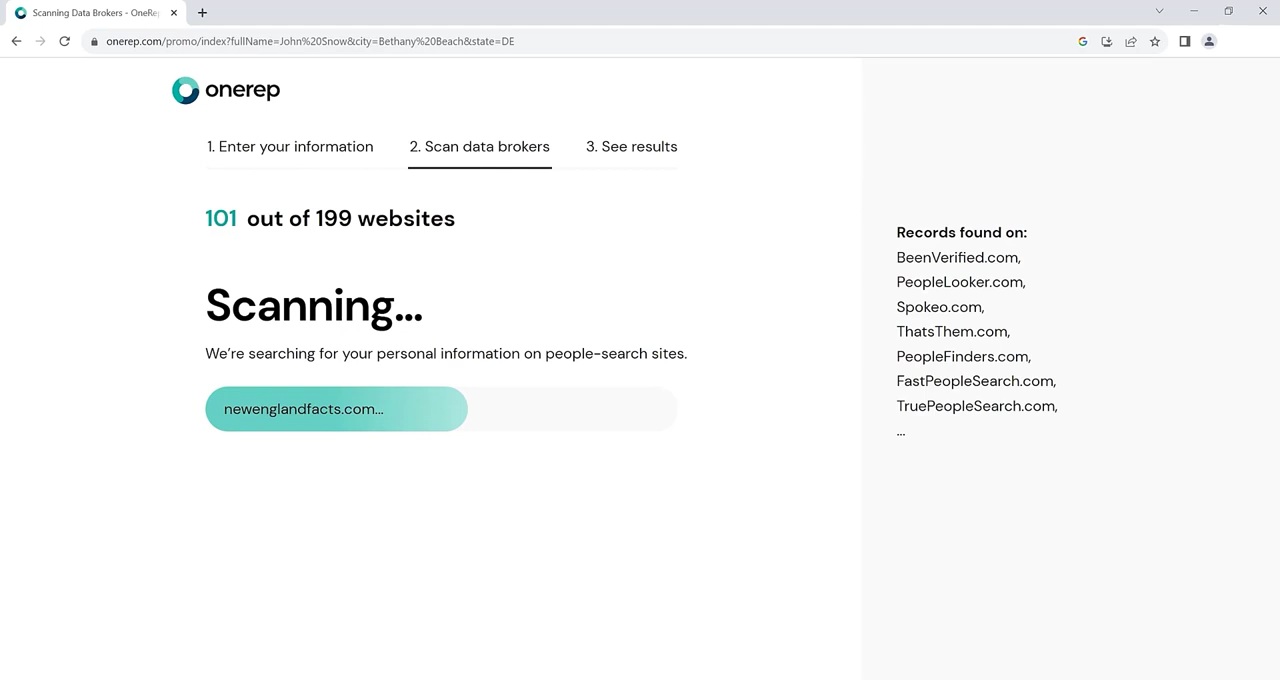 Scanning Data Brokers - OneRe
onerep.com/promo/index?fullName=John%20Snow&city=Bethany%20Beach&state=DE
onerep
1. Enter your information
2. Scan data brokers
3. See results
101 out of 199 websites
Scanning...
We're searching for your personal information on people-search sites.
newenglandfacts.com...
Records found on:
BeenVerified.com,
PeopleLooker.com,
Spokeo.com,
ThatsThem.com,
PeopleFinders.com,
FastPeopleSearch.com,
TruePeopleSearch.com,
...